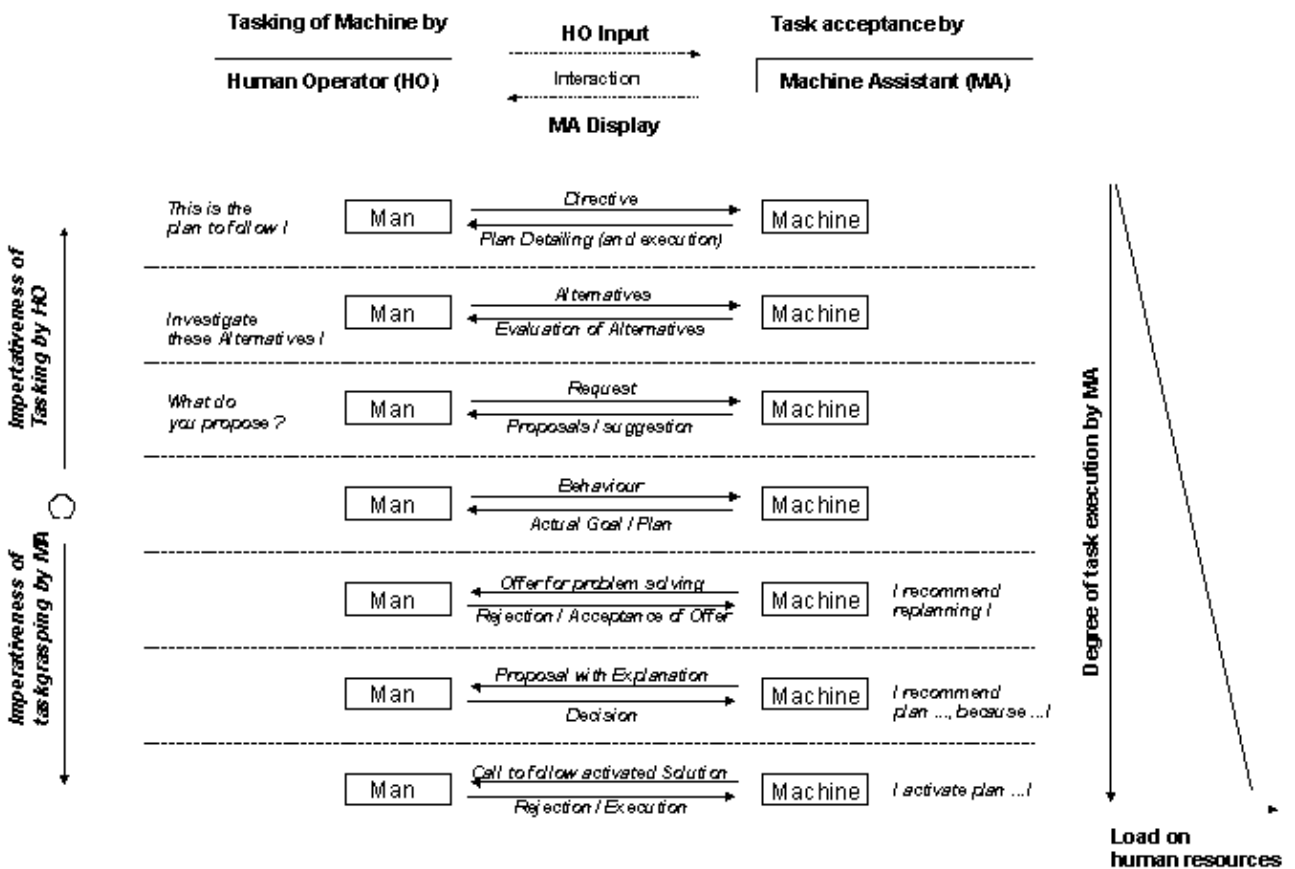 Tasking of Machine by
Human Operator (HO)
HO Input
Interaction
MA Display
Task acceptance by
Machine Assistant (MA)
Impertativeness of
Tasking by HO
Imperativeness of
taskgrasping by MA
This is the
plan to follow !
Man
Directive
Plan Detailing (and execution)
Machine
Investigate
these Alternatives !
Man
Alternatives
Evaluation of Alternatives
Machine
What do
you propose ?
Man
Request
Proposals / suggestion
Machine
Man
Behaviour
Actual Goal / Plan
Machine
Man
Offer for problem solving
Rejection / Acceptance of Offer
Machine
I recommend
replanning !
Man
Proposal with Explanation
Decision
Machine
I recommend
plan ..., because ...!
Man
Call to follow activated Solution
Rejection / Execution
Machine
I activate plan ...!
Degree of task execution by MA
Load on
human resources